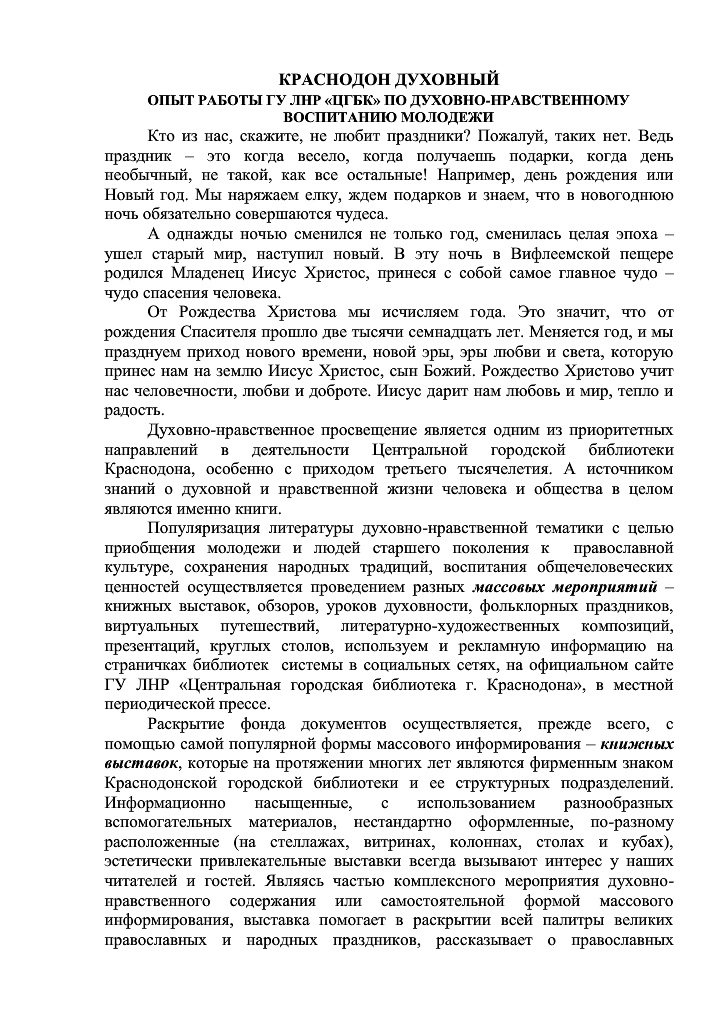 КРАСНОДОН ДУХОВНЫЙ
ОПЫТ РАБОТЫ ГУ ЛНР «ЦГБК» ПО ДУХОВНО-НРАВСТВЕННОМУ
ВОСПИТАНИЮ МОЛОДЕЖИ
Кто из нас, скажите, не любит праздники? Пожалуй, таких нет. Ведь
праздник – это когда весело, когда получаешь подарки, когда день
необычный, не такой, как все остальные! Например, день рождения или
Новый год. Мы наряжаем елку, ждем подарков и знаем, что в новогоднюю
ночь обязательно совершаются чудеса.
А однажды ночью сменился не только год, сменилась целая эпоха –
ушел старый мир, наступил новый. В эту ночь в Вифлеемской пещере
родился Младенец Иисус Христос, принеся с собой самое главное чудо –
чудо спасения человека.
От Рождества Христова мы исчисляем года. Это значит, что от
рождения Спасителя прошло две тысячи семнадцать лет. Меняется год, и мы
празднуем приход нового времени, новой эры, эры любви и света, которую
принес нам на землю Иисус Христос, сын Божий. Рождество Христово учит
нас человечности, любви и доброте. Иисус дарит нам любовь и мир, тепло и
радость.
Духовно-нравственное просвещение является одним из приоритетных
направлений в деятельности Центральной городской библиотеки
Краснодона, особенно с приходом третьего тысячелетия. А источником
знаний о духовной и нравственной жизни человека и общества в целом
являются именно книги.
Популяризация литературы духовно-нравственной тематики с целью
приобщения молодежи и людей старшего поколения к православной
культуре, сохранения народных традиций, воспитания общечеловеческих
ценностей осуществляется проведением разных массовых мероприятий –
книжных выставок, обзоров, уроков духовности, фольклорных праздников,
виртуальных путешествий, литературно-художественных композиций,
презентаций, круглых столов, используем и рекламную информацию на
страничках библиотек системы в социальных сетях, на официальном сайте
ГУ ЛНР «Центральная городская библиотека г. Краснодона», в местной
периодической прессе.
Раскрытие фонда документов осуществляется, прежде всего, с
помощью самой популярной формы массового информирования – книжных
выставок, которые на протяжении многих лет являются фирменным знаком
Краснодонской городской библиотеки и ее структурных подразделений.
Информационно насыщенные, с использованием разнообразных
вспомогательных материалов, нестандартно оформленные, по-разному
расположенные (на стеллажах, витринах, колоннах, столах и кубах),
эстетически привлекательные выставки всегда вызывают интерес у наших
читателей и гостей. Являясь частью комплексного мероприятия духовно-
нравственного содержания или самостоятельной формой массового
информирования, выставка помогает в раскрытии всей палитры великих
православных и народных праздников, рассказывает о православных